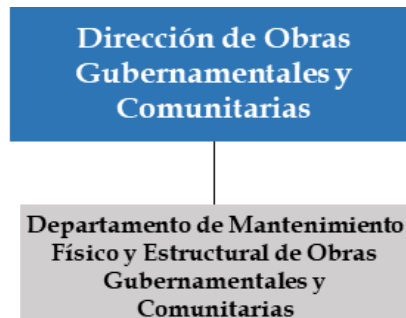 Dirección de Obras
Gubernamentales y
Comunitarias
Departamento de Mantenimiento
Físico y Estructural de Obras
Gubernamentales y
Comunitarias